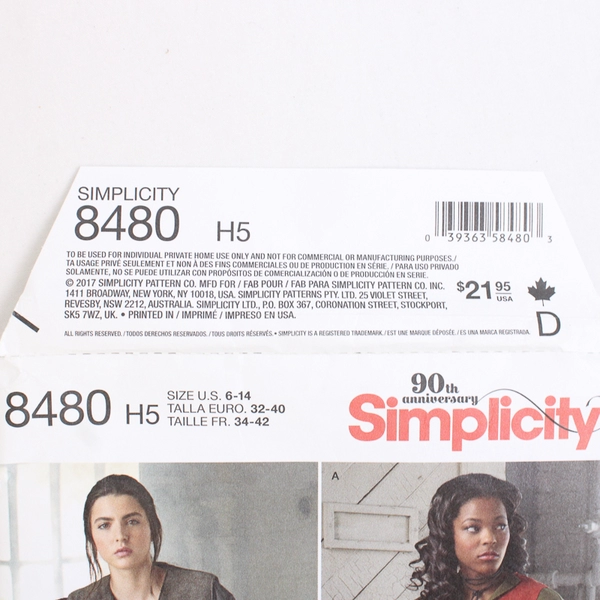 SIMPLICITY
8480 H5
0 39363 58480 3
TO BE USED FOR INDIVIDUAL PRIVATE HOME USE ONLY AND NOT FOR COMMERCIAL OR MANUFACTURING PURPOSES./
TA USAGE PRIVÉ SEULEMENT ET NON À DES FINS COMMERCIALES OU DE PRODUCTION EN SÉRIE. / PARA USO PRIVADO
SOLAMENTE, NO SE PUEDE UTILIZAR CON PROPÓSITOS DE COMERCIALIZACIÓN O DE PRODUCCIÓN EN SERIE.
© 2017 SIMPLICITY PATTERN CO. MFD FOR / FAB POUR / FAB PARA SIMPLICITY PATTERN CO. INC.
1411 BROADWAY, NEW YORK, NY 10018, USA. SIMPLICITY PATTERNS PTY. LTD. 25 VIOLET STREET,
REVESBY, NSW 2212, AUSTRALIA. SIMPLICITY LTD., P.O. BOX 367, CORONATION STREET, STOCKPORT,
SK5 7WZ, UK. • PRINTED IN / IMPRIMÉ / IMPRESO EN USA.
$21 95 USA
D
ALL RIGHTS RESERVED. / TODOS DERECHOS RESERVADOS. / TOUS DROITS RÉSERVÉS. • SIMPLICITY IS A REGISTERED TRADEMARK. / EST UNE MARQUE DÉPOSÉE. / ES UNA MARCA REGISTRADA.
8480 H5
SIZE U.S. 6-14
TALLA EURO. 32-40
TAILLE FR. 34-42
90th
anniversary
Simplicity
A